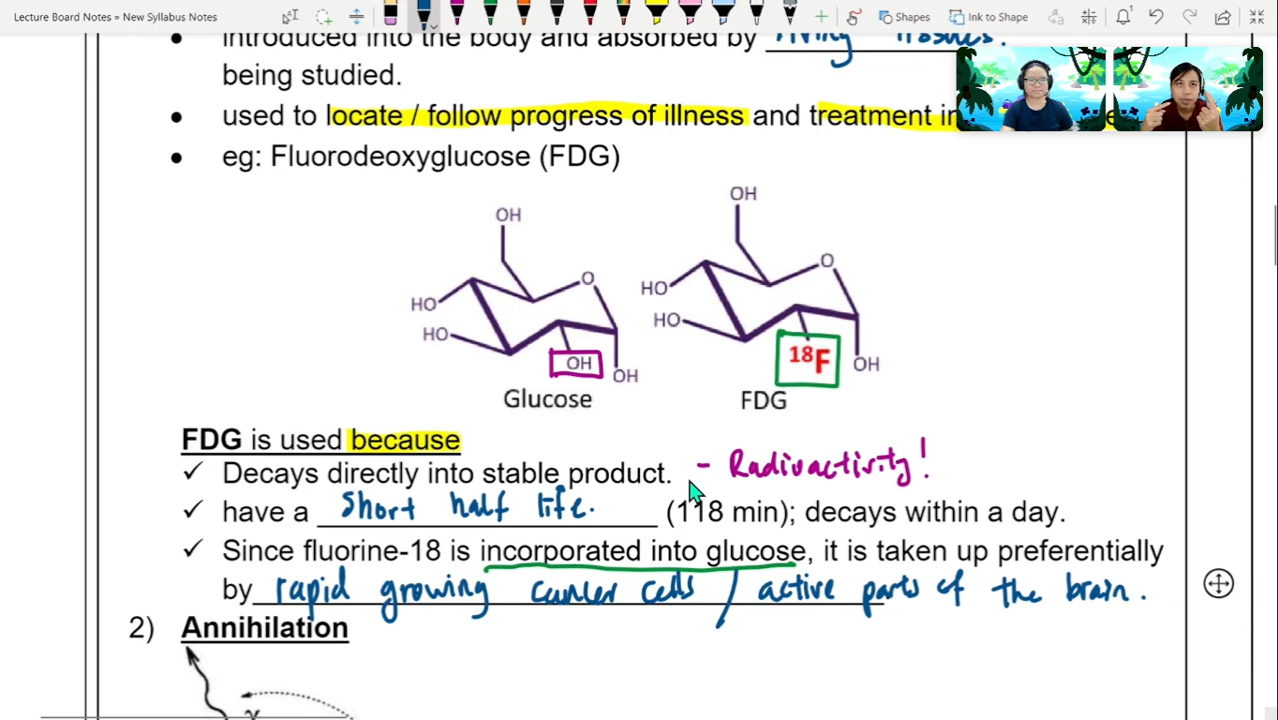 Lecture Board Notes » New Syllabus Notes
Shapes
Ink to Shape
introduced into the body and absorbed by living tissues.
being studied.
used to locate / follow progress of illness and treatment in
eg: Fluorodeoxyglucose (FDG)
OH
HO
HO
O
OH
OH
Glucose
OH
HO
HO
O
18F
OH
FDG
FDG is used because
✓ Decays directly into stable product. - Radioactivity!
✓ have a short half life. (118 min); decays within a day.
✓ Since fluorine-18 is incorporated into glucose, it is taken up preferentially
by rapid growing cancer cells / active parts of the brain.
2) Annihilation
γ